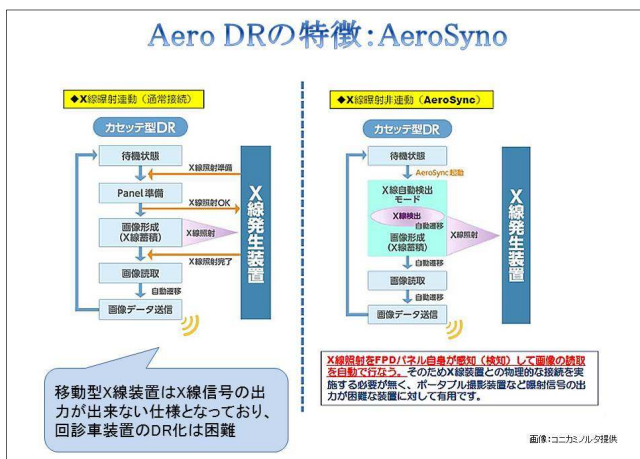 Aero DRの特徴:AeroSyno
◆X線曝射連動（通常接続）
カセッテ型DR
待機状態
X線照射準備
Panel準備
X線照射OK
画像形成
(X線蓄積)
X線照射
X線照射完了
画像読取
自動遷移
画像データ送信
X線発生装置
移動型X線装置はX線信号の出
力が出来ない仕様となっており、
回診車装置のDR化は困難
◆X線曝射非連動（AeroSync）
カセッテ型DR
待機状態
AeroSync起動
X線自動検出
モード
X線検出
自動遷移
画像形成
(X線蓄積)
X線照射
自動遷移
画像読取
自動遷移
画像データ送信
X線発生装置
X線照射をFPDパネル自身が感知（検知）して画像の読取
を自動で行なう。そのためX線装置との物理的な接続を実
施する必要が無く、ポータブル撮影装置など曝射信号の出
力が困難な装置に対して有用です。
画像:コニカミノルタ提供